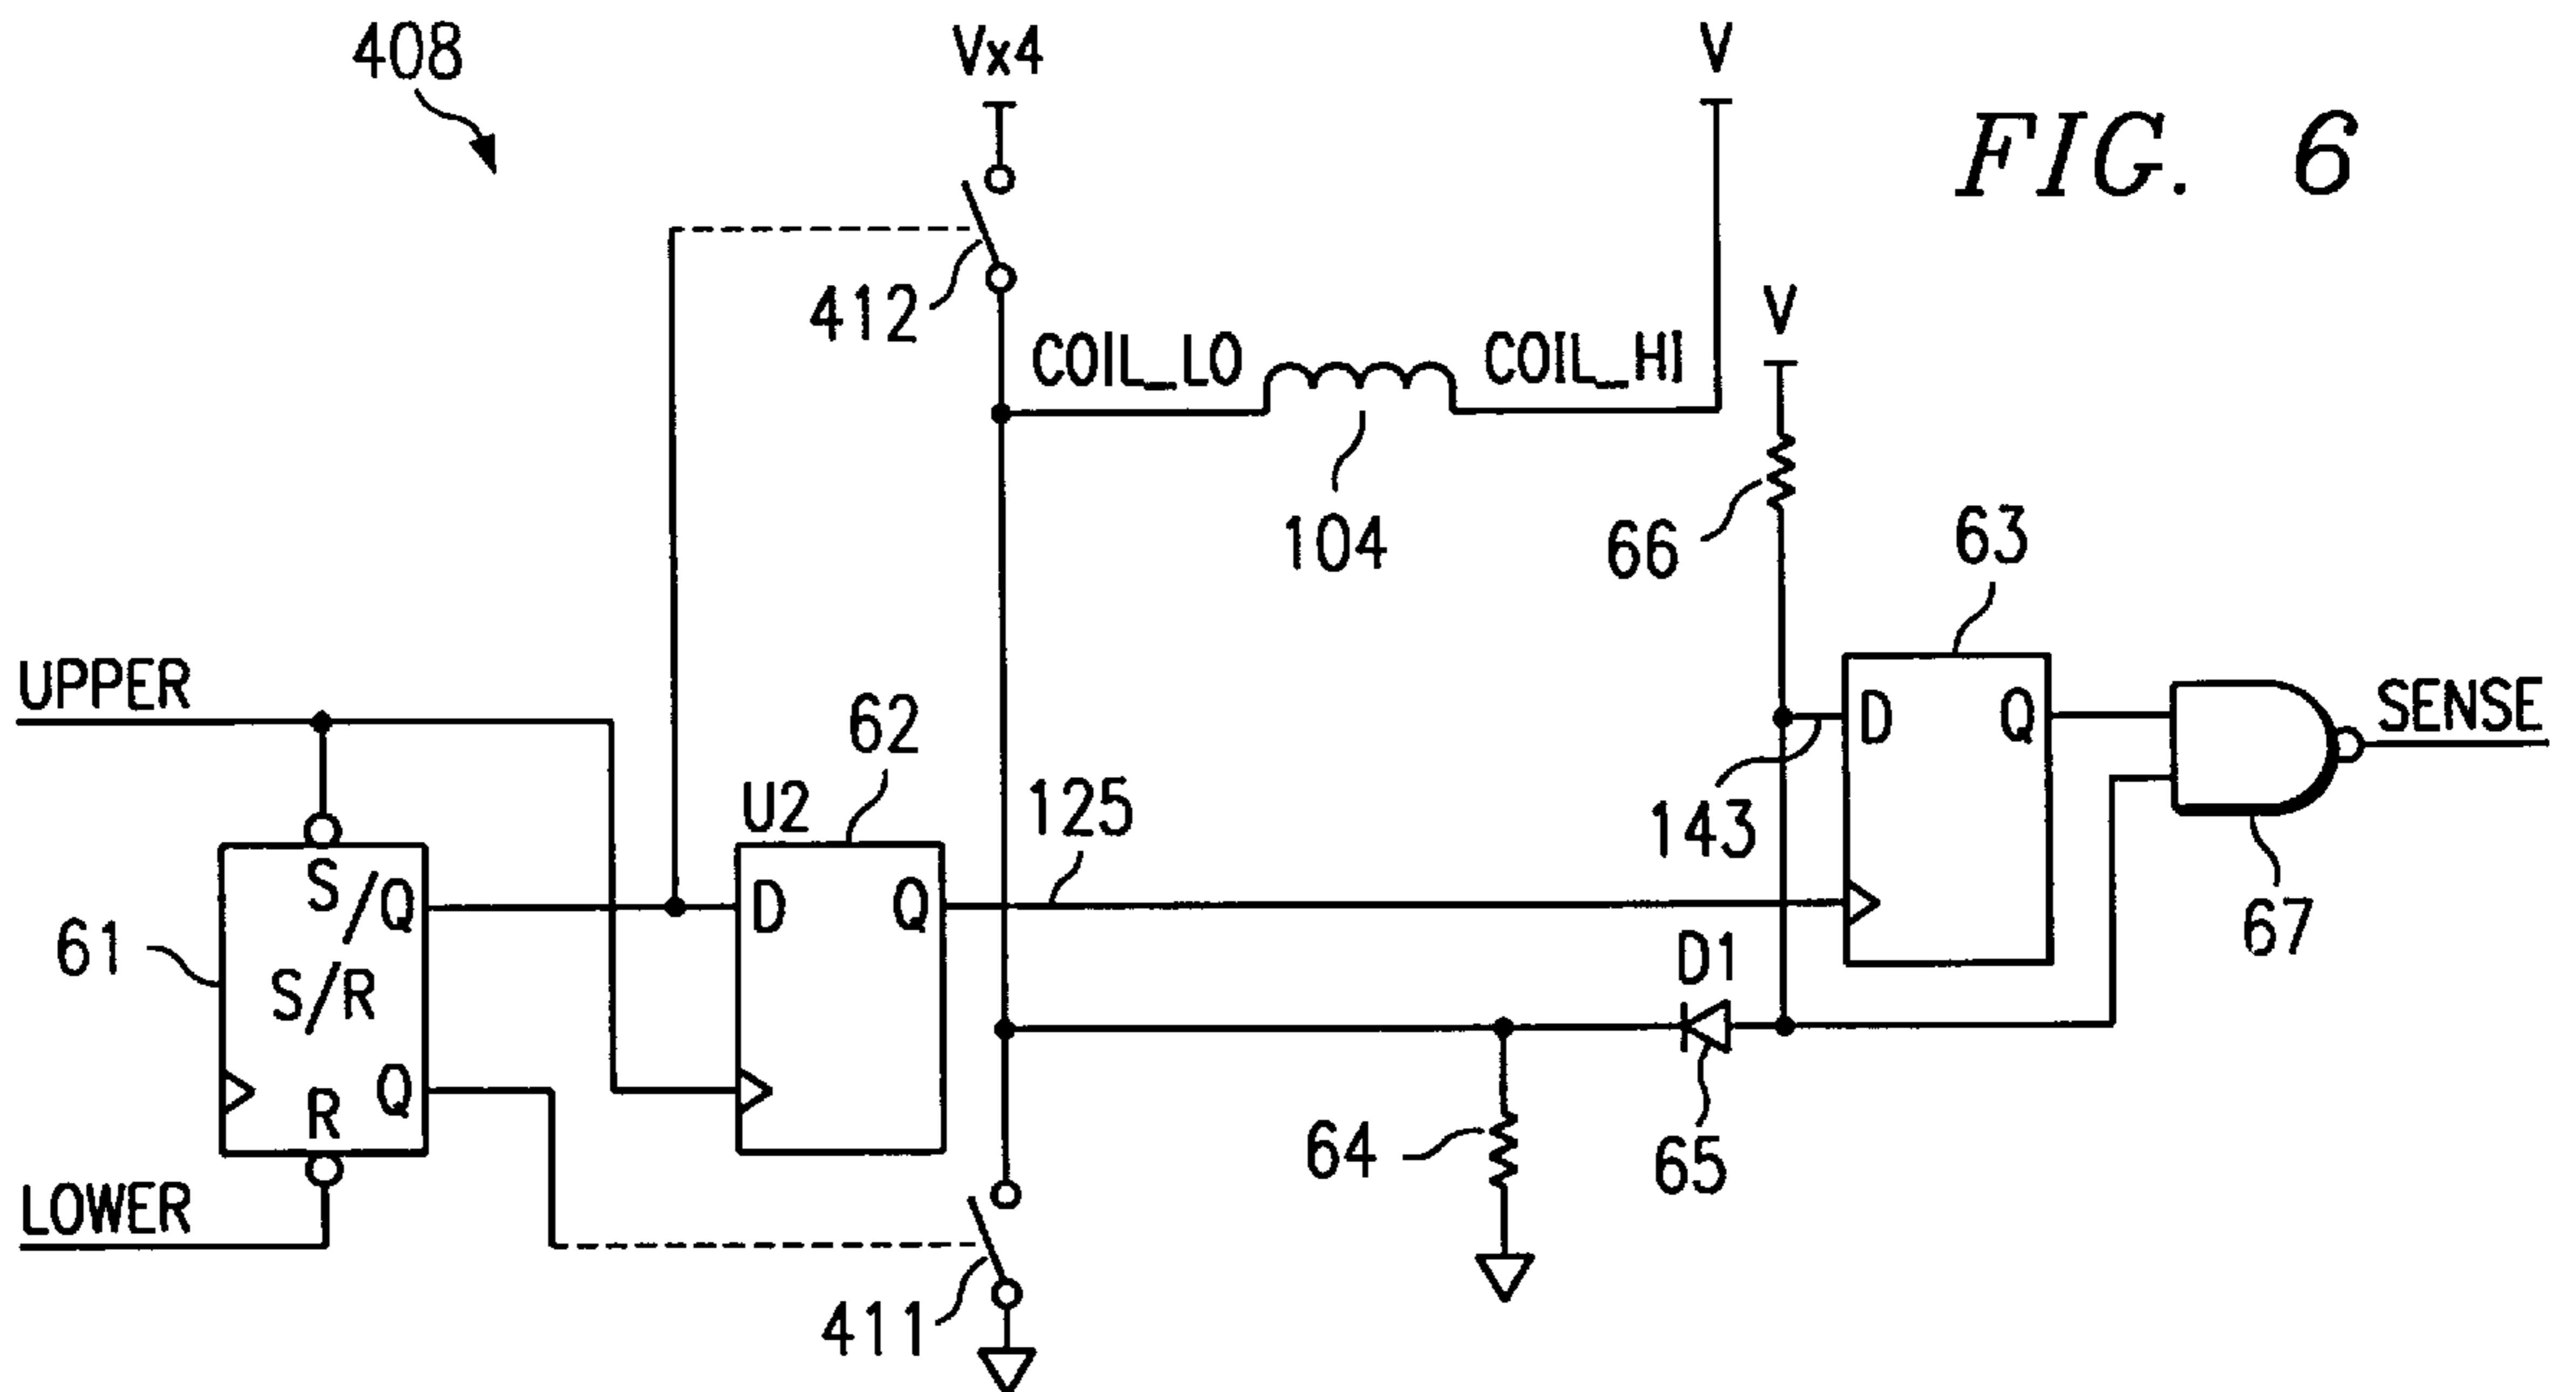 408
Vx4
V
FIG. 6
412
COIL_LO
COIL_HI
V
104
66
63
UPPER
62
U2
125
143
D
Q
SENSE
67
61
S
/Q
S/R
R
Q
D
Q
D1
65
64
LOWER
411